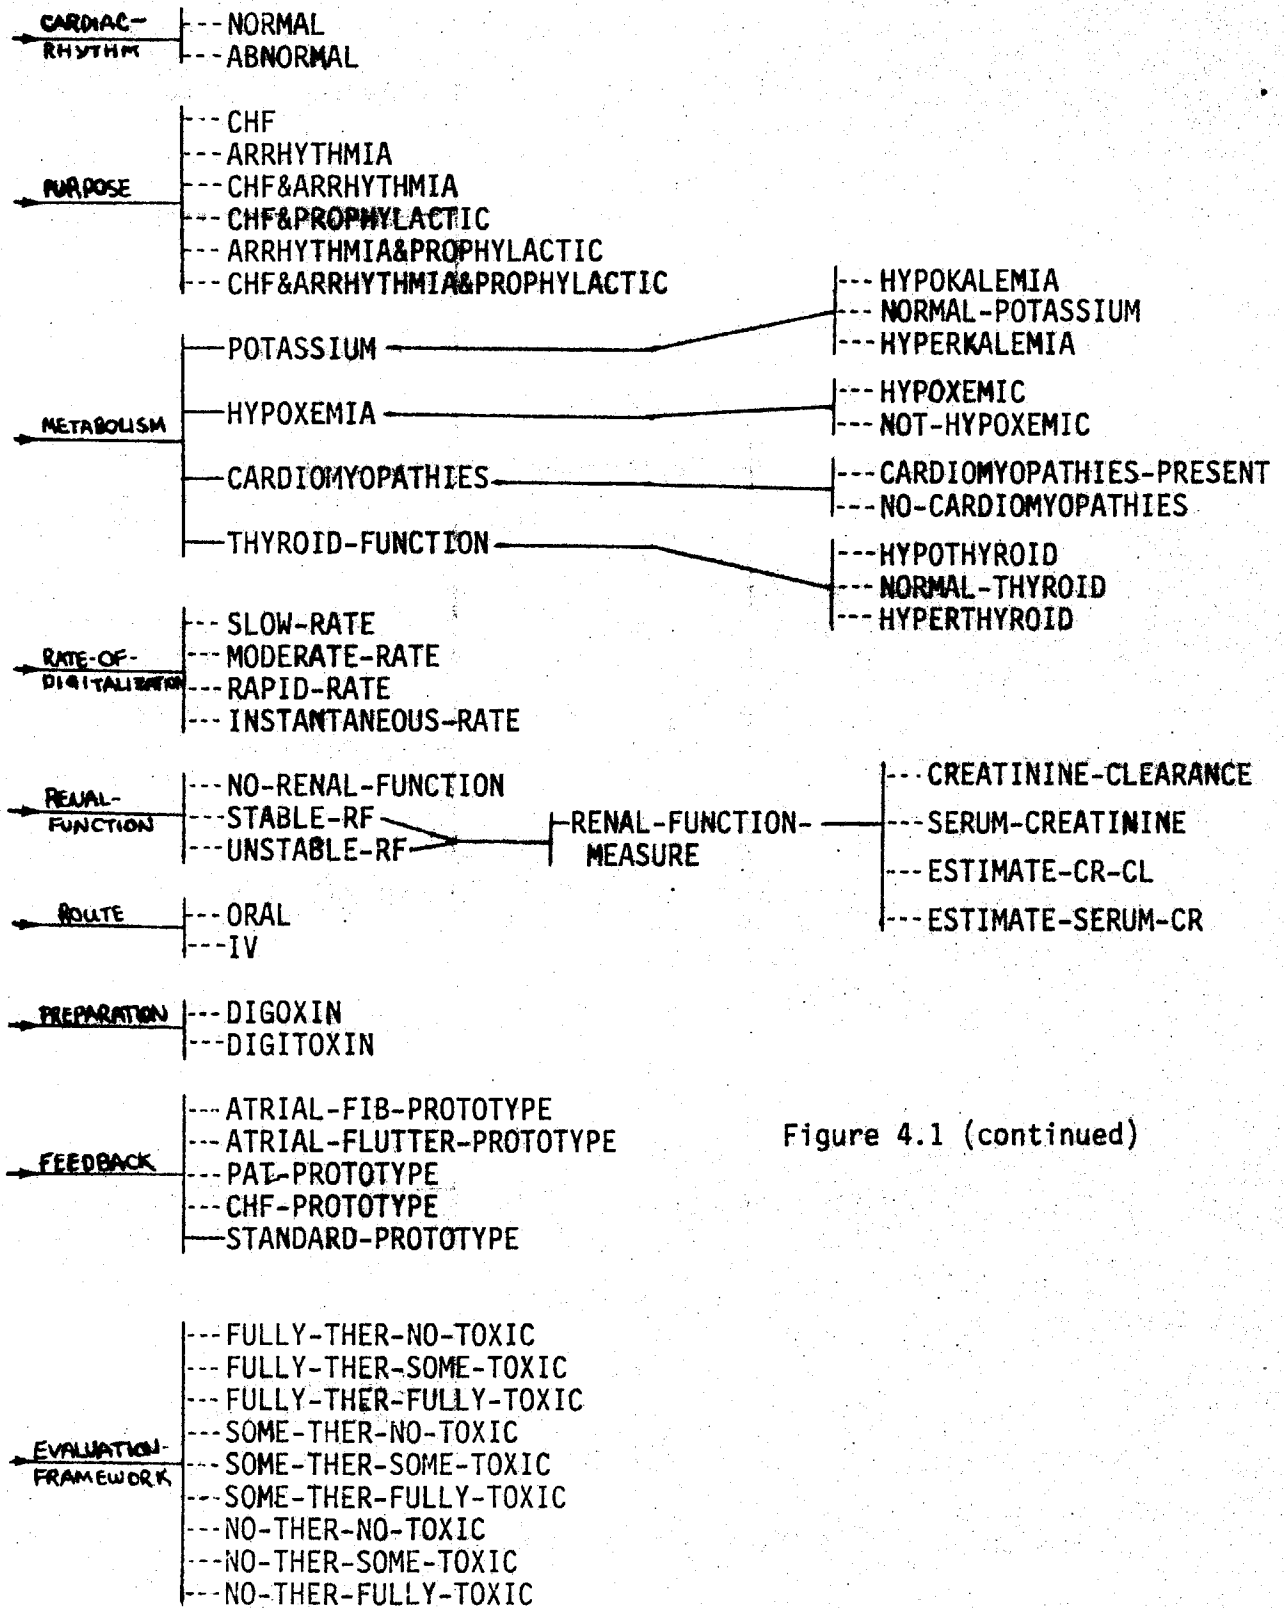 CARDIAC-
RHYTHM
--- NORMAL
--- ABNORMAL
PURPOSE
--- CHF
--- ARRHYTHMIA
--- CHF&ARRHYTHMIA
--- CHF&PROPHYLACTIC
--- ARRHYTHMIA&PROPHYLACTIC
--- CHF&ARRHYTHMIA&PROPHYLACTIC
METABOLISM
POTASSIUM
--- HYPOKALEMIA
--- NORMAL-POTASSIUM
--- HYPERKALEMIA
HYPOXEMIA
--- HYPOXEMIC
--- NOT-HYPOXEMIC
CARDIOMYOPATHIES
--- CARDIOMYOPATHIES-PRESENT
--- NO-CARDIOMYOPATHIES
THYROID-FUNCTION
--- HYPOTHYROID
--- NORMAL-THYROID
--- HYPERTHYROID
RATE-OF-
DIGITALIZATION
--- SLOW-RATE
--- MODERATE-RATE
--- RAPID-RATE
--- INSTANTANEOUS-RATE
RENAL-
FUNCTION
--- NO-RENAL-FUNCTION
--- STABLE-RF
--- UNSTABLE-RF
RENAL-FUNCTION-
MEASURE
--- CREATININE-CLEARANCE
--- SERUM-CREATININE
--- ESTIMATE-CR-CL
--- ESTIMATE-SERUM-CR
ROUTE
--- ORAL
--- IV
PREPARATION
--- DIGOXIN
--- DIGITOXIN
FEEDBACK
--- ATRIAL-FIB-PROTOTYPE
--- ATRIAL-FLUTTER-PROTOTYPE
--- PAT-PROTOTYPE
--- CHF-PROTOTYPE
STANDARD-PROTOTYPE
Figure 4.1 (continued)
EVALUATION-
FRAMEWORK
--- FULLY-THER-NO-TOXIC
--- FULLY-THER-SOME-TOXIC
--- FULLY-THER-FULLY-TOXIC
--- SOME-THER-NO-TOXIC
--- SOME-THER-SOME-TOXIC
--- SOME-THER-FULLY-TOXIC
--- NO-THER-NO-TOXIC
--- NO-THER-SOME-TOXIC
--- NO-THER-FULLY-TOXIC